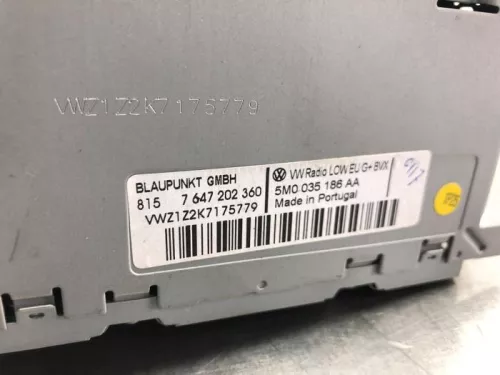 VWZ1Z2K7175779
BLAUPUNKT GMBH
815 7 647 202 360
VWZ1Z2K7175779
VW Radio LOW EU G+ BVX
5M0 035 186 AA
Made in Portugal